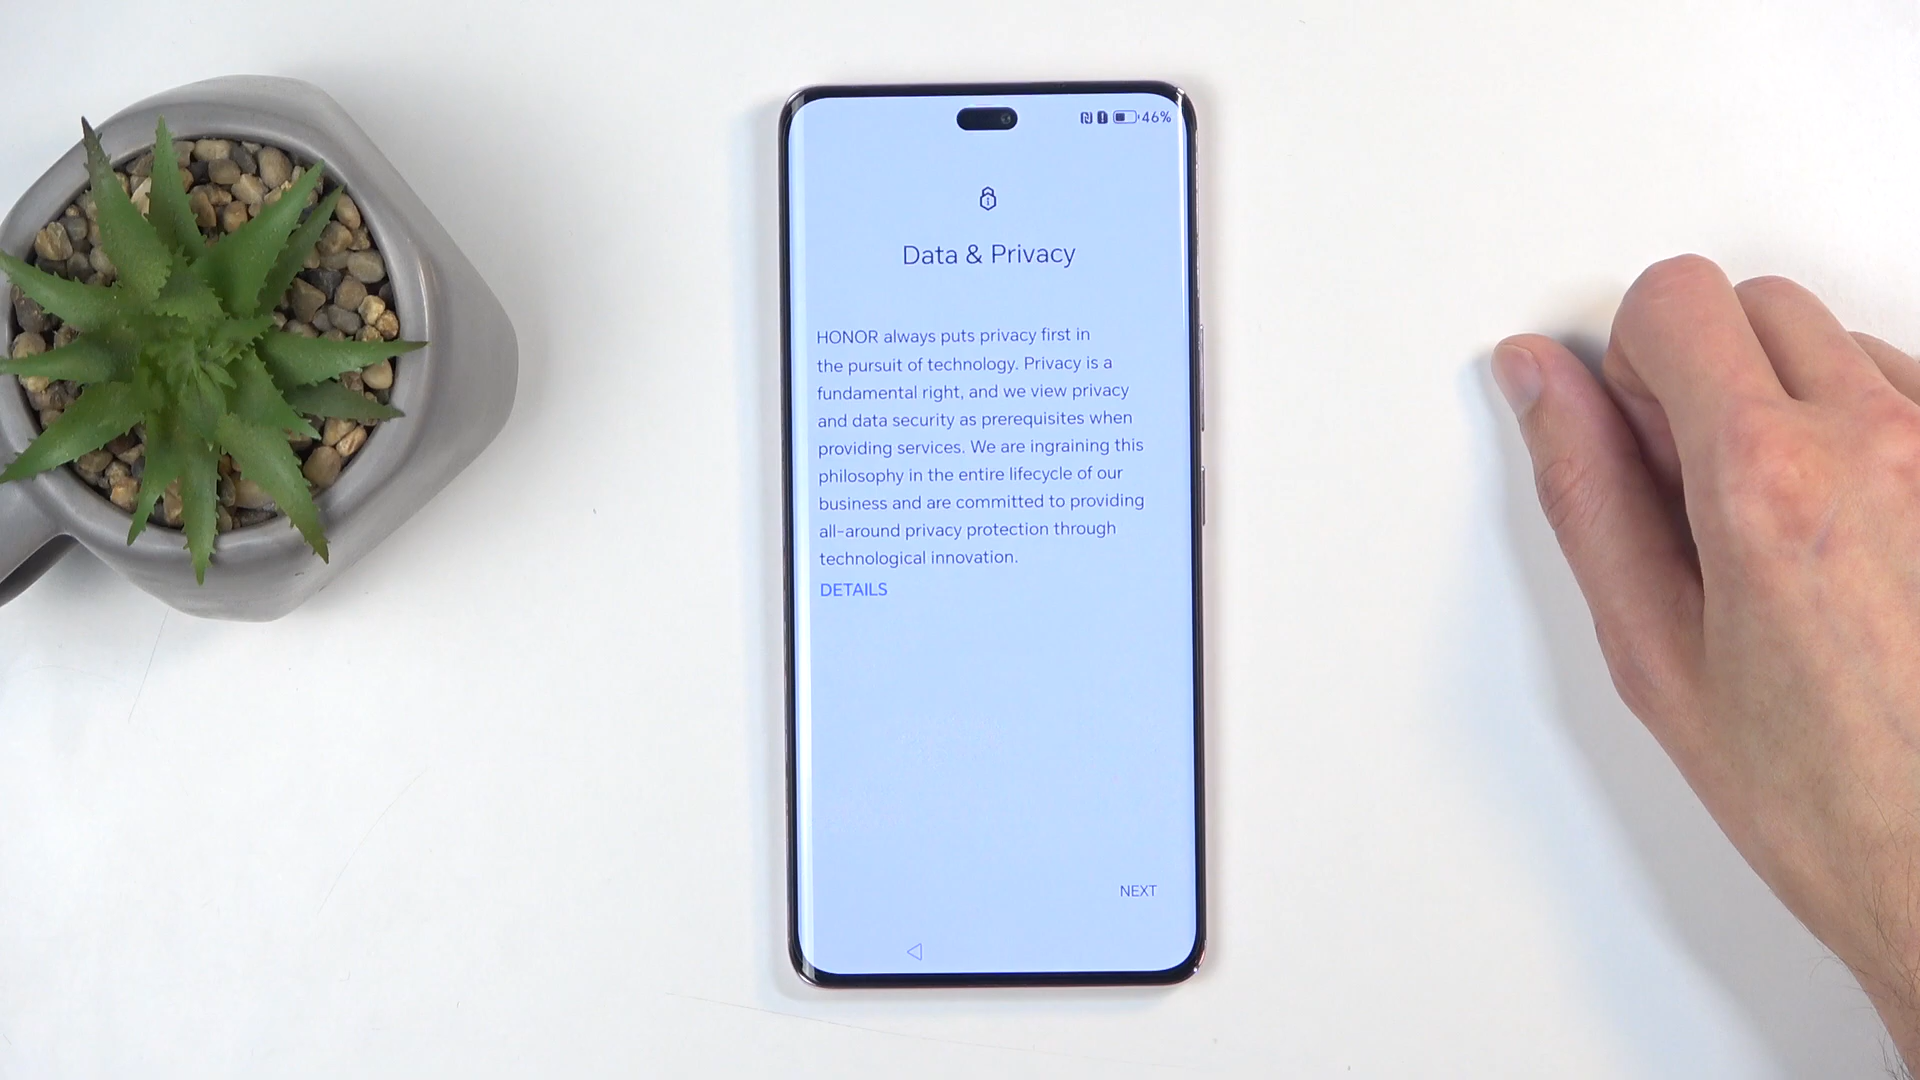 46%
Data & Privacy
HONOR always puts privacy first in
the pursuit of technology. Privacy is a
fundamental right, and we view privacy
and data security as prerequisites when
providing services. We are ingraining this
philosophy in the entire lifecycle of our
business and are committed to providing
all-around privacy protection through
technological innovation.
DETAILS
NEXT